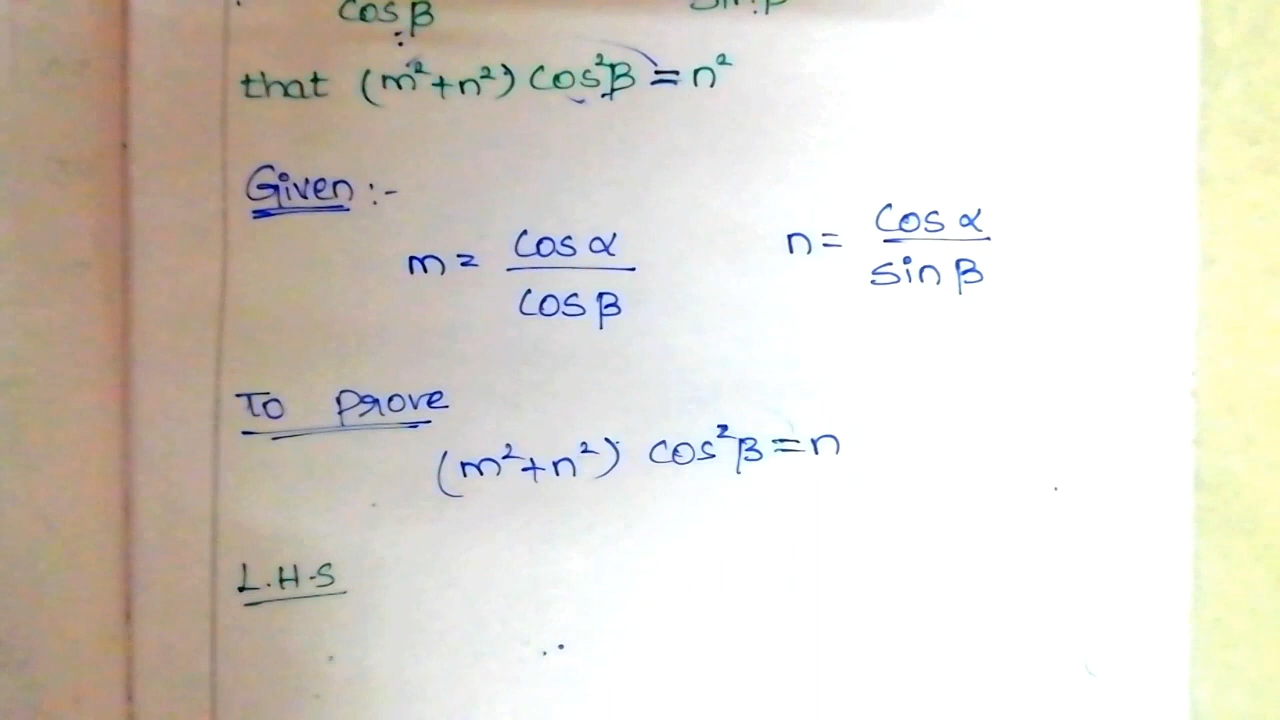 cos β
that (m²+n²) cos²β = n²
Given :-
m = cos α / cos β    n = cos α / sin β
To prove
(m²+n²) cos²β = n
L.H.S